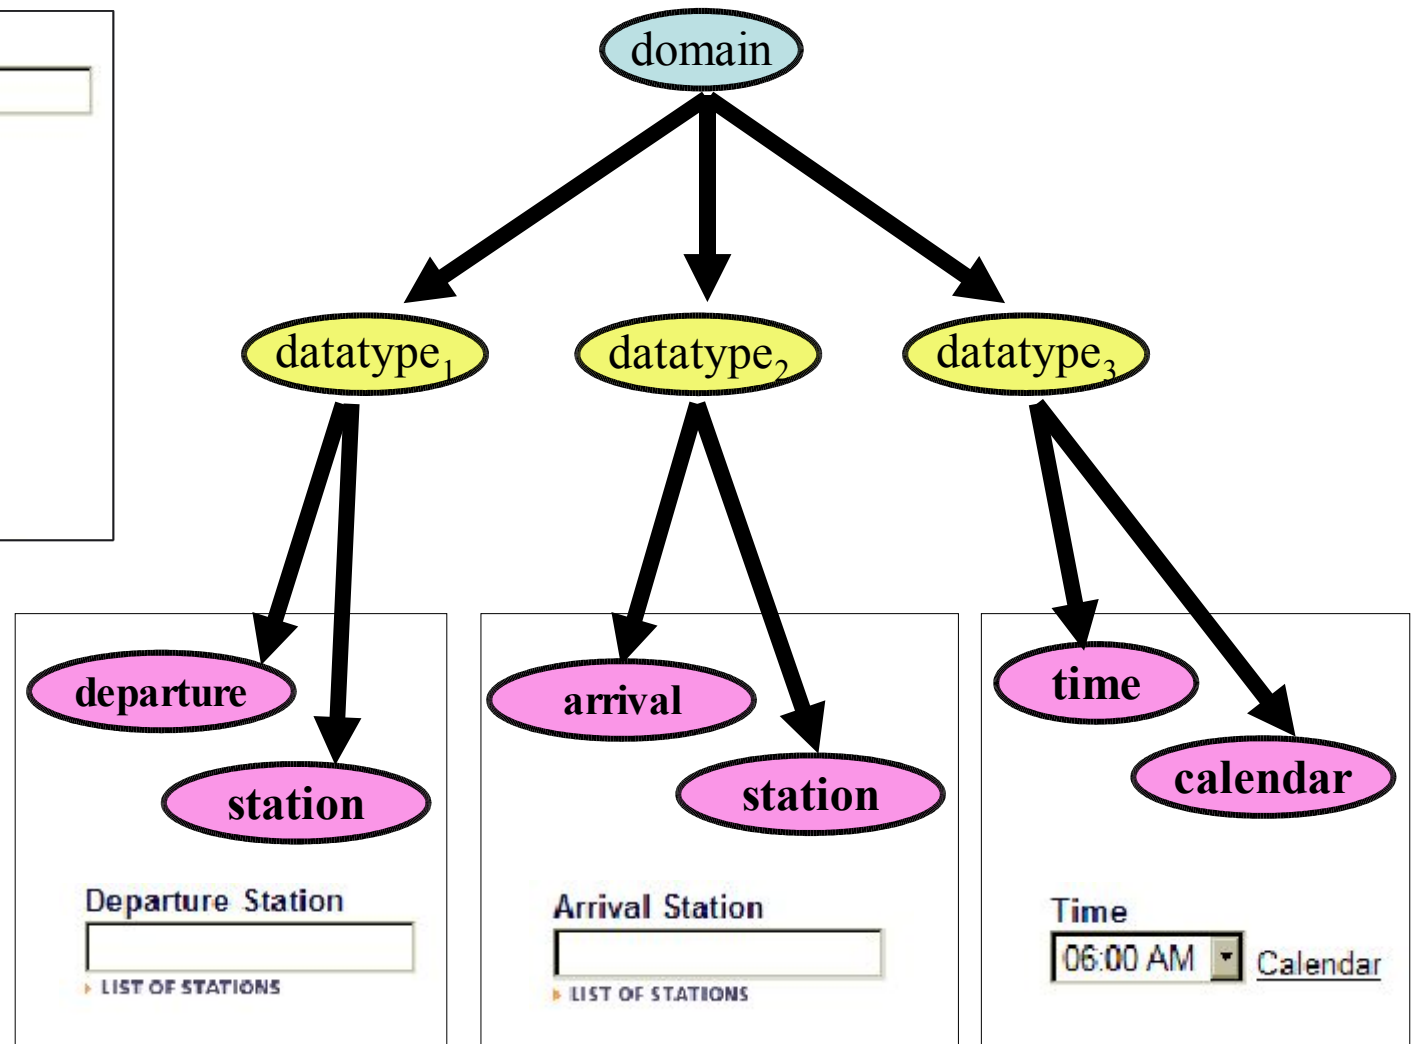 domain
datatype₁
datatype₂
datatype₃
departure
station
arrival
station
time
calendar
Departure Station
LIST OF STATIONS
Arrival Station
LIST OF STATIONS
Time
06:00 AM Calendar